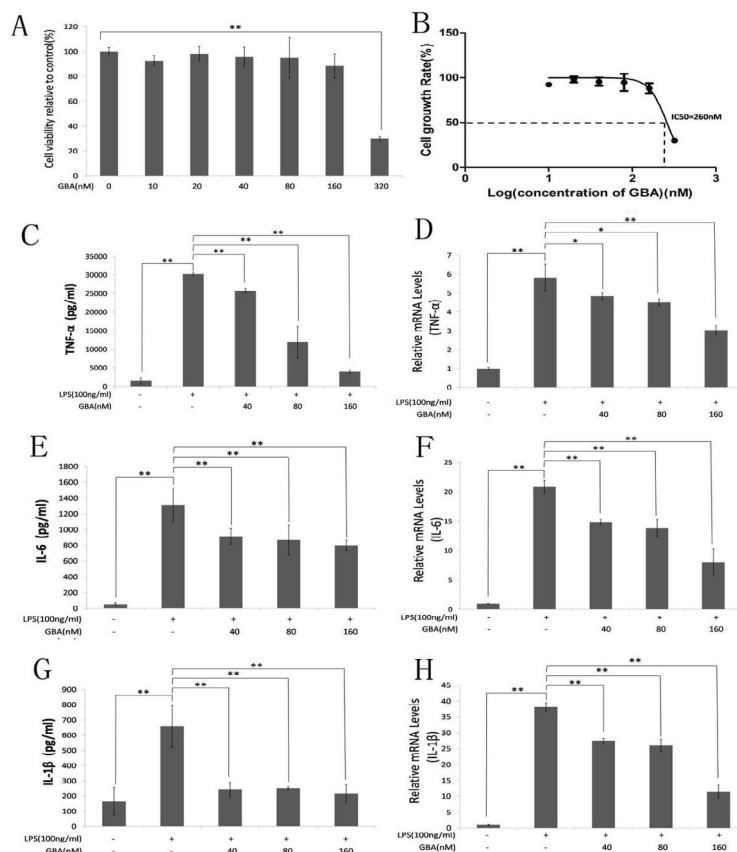 A
Cell viability relative to control(%)
120
100
80
60
40
20
0
**
GBA(nM) 0 10 20 40 80 160 320
B
Cell grouwth Rate(%)
150
100
50
0
IC50=260nM
0 1 2 3
Log(concentration of GBA)(nM)
C
TNF-α (pg/ml)
35000
30000
25000
20000
15000
10000
5000
0
**
**
**
**
LPS(100ng/ml) - + + + +
GBA(nM) - - 40 80 160
D
Relative mRNA Levels
(TNF-α)
7
6
5
4
3
2
1
0
**
*
*
**
LPS(100ng/ml) - + + + +
GBA(nM) - - 40 80 160
E
IL-6 (pg/ml)
1800
1600
1400
1200
1000
800
600
400
200
0
**
**
**
**
LPS(100ng/ml) - + + + +
GBA(nM) - - 40 80 160
F
Relative mRNA Levels
(IL-6)
25
20
15
10
5
0
**
**
**
**
LPS(100ng/ml) - + + + +
GBA(nM) - - 40 80 160
G
IL-1β (pg/ml)
900
800
700
600
500
400
300
200
100
0
**
**
**
**
LPS(100ng/ml) - + + + +
GBA(nM) - - 40 80 160
H
Relative mRNA Levels
(IL-1β)
45
40
35
30
25
20
15
10
5
0
**
**
**
**
LPS(100ng/ml) - + + + +
GBA(nM) - - 40 80 160